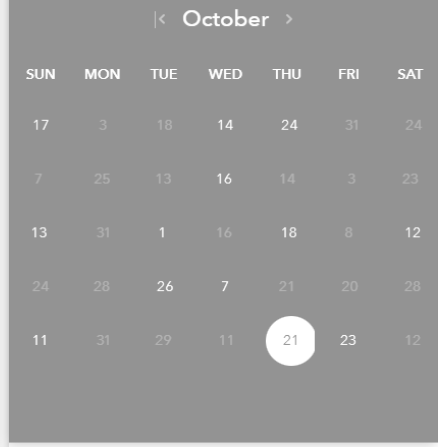 |< October >
SUN MON TUE WED THU FRI SAT
17 3 18 14 24 31 24
7 25 13 16 14 3 23
13 31 1 16 18 8 12
24 28 26 7 21 20 28
11 31 29 11 21 23 12